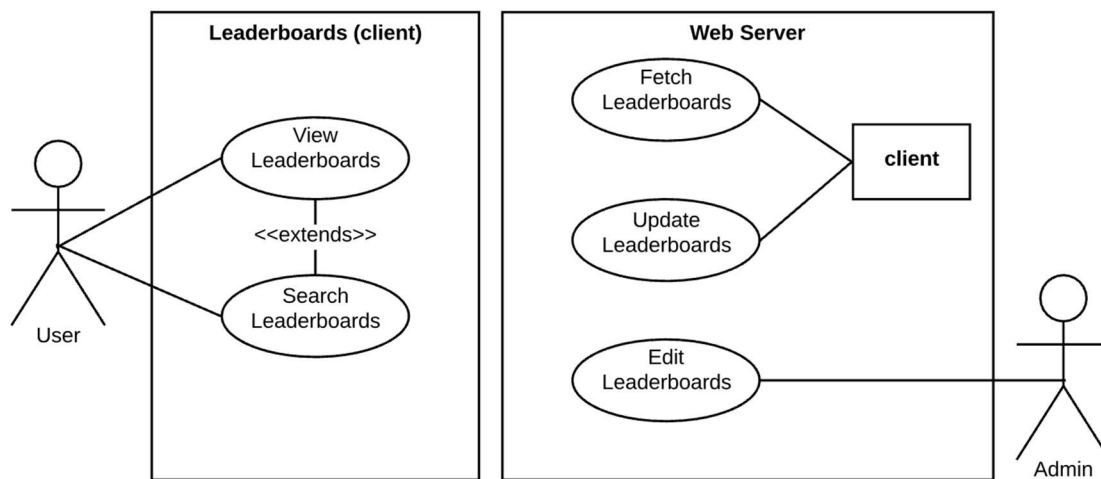 Leaderboards (client)
View
Leaderboards
<<extends>>
Search
Leaderboards
User
Web Server
Fetch
Leaderboards
client
Update
Leaderboards
Edit
Leaderboards
Admin